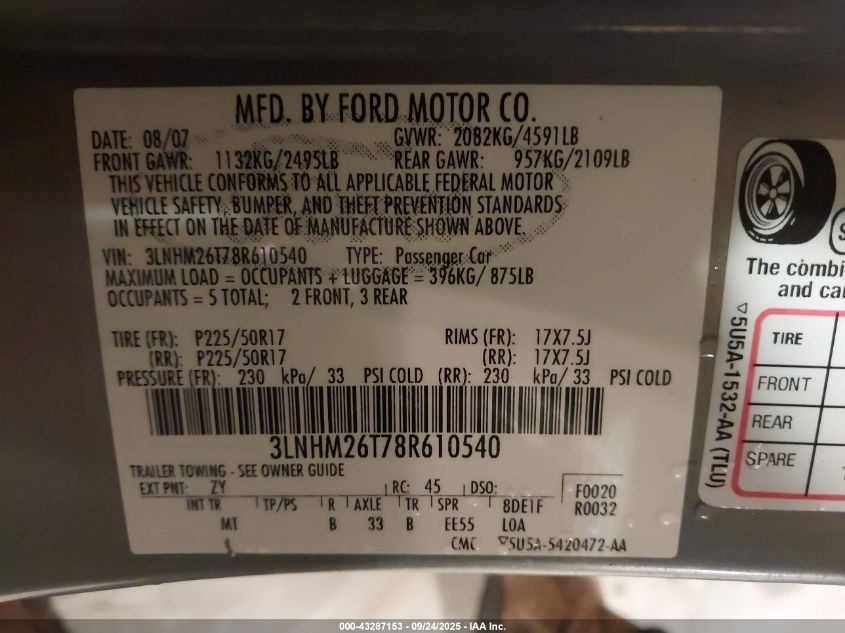 MFD. BY FORD MOTOR CO.
DATE: 08/07 GVWR: 2082KG/4591LB
FRONT GAWR: 1132KG/2495LB REAR GAWR: 957KG/2109LB
THIS VEHICLE CONFORMS TO ALL APPLICABLE FEDERAL MOTOR
VEHICLE SAFETY, BUMPER, AND THEFT PREVENTION STANDARDS
IN EFFECT ON THE DATE OF MANUFACTURE SHOWN ABOVE.
VIN: 3LNHM26T78R610540 TYPE: Passenger Car
MAXIMUM LOAD = OCCUPANTS + LUGGAGE = 396KG/ 875LB
OCCUPANTS = 5 TOTAL; 2 FRONT, 3 REAR
TIRE (FR): P225/50R17 RIMS (FR): 17X7.5J
(RR): P225/50R17 (RR): 17X7.5J
PRESSURE (FR): 230 kPa/ 33 PSI COLD (RR): 230 kPa/ 33 PSI COLD
3LNHM26T78R610540
TRAILER TOWING - SEE OWNER GUIDE
EXT PNT: ZY RC: 45 DSO: F0020
INT TR TP/PS R AXLE TR SPR 8DE1F R0032
MT B 33 B EE55 LOA
CMC ▽5U5A-5420472-AA
The combi
and ca
▽5U5A-1532-AA (TLU)
TIRE
FRONT
REAR
SPARE
000-43287153 - 09/24/2025 - IAA Inc.